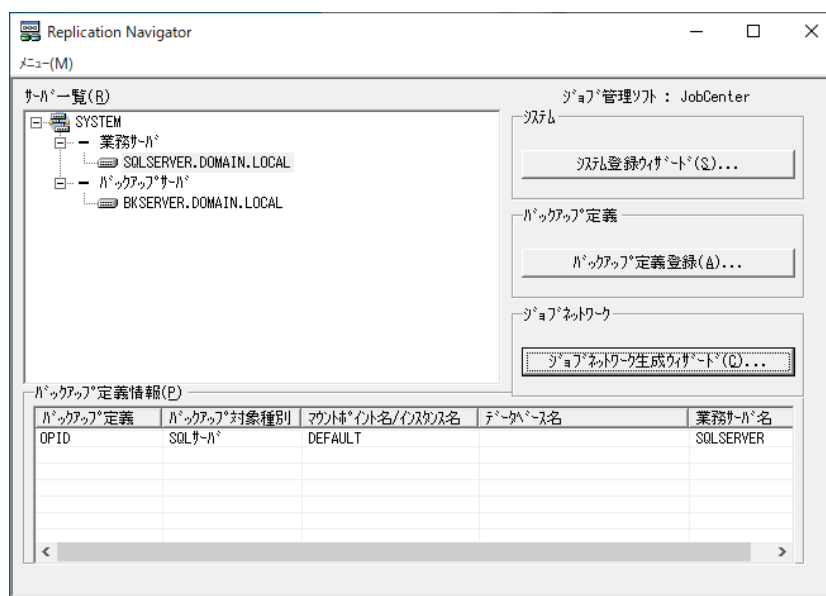 Replication Navigator
ﾒﾆｭｰ(M)
ｻｰﾊﾞ一覧(R)
ｼﾞｮﾌﾞ管理ｿﾌﾄ : JobCenter
SYSTEM
業務ｻｰﾊﾞ
SQLSERVER.DOMAIN.LOCAL
ﾊﾞｯｸｱｯﾌﾟｻｰﾊﾞ
BKSERVER.DOMAIN.LOCAL
ｼｽﾃﾑ
ｼｽﾃﾑ登録ｳｨｻﾞｰﾄﾞ(S)...
ﾊﾞｯｸｱｯﾌﾟ定義
ﾊﾞｯｸｱｯﾌﾟ定義登録(A)...
ｼﾞｮﾌﾞﾈｯﾄﾜｰｸ
ｼﾞｮﾌﾞﾈｯﾄﾜｰｸ生成ｳｨｻﾞｰﾄﾞ(C)...
ﾊﾞｯｸｱｯﾌﾟ定義情報(P)
ﾊﾞｯｸｱｯﾌﾟ定義 ﾊﾞｯｸｱｯﾌﾟ対象種別 ﾏｳﾝﾄﾎﾟｲﾝﾄ名/ｲﾝｽﾀﾝｽ名 ﾃﾞｰﾀﾍﾞｰｽ名 業務ｻｰﾊﾞ名
OPID SQLｻｰﾊﾞ DEFAULT SQLSERVER